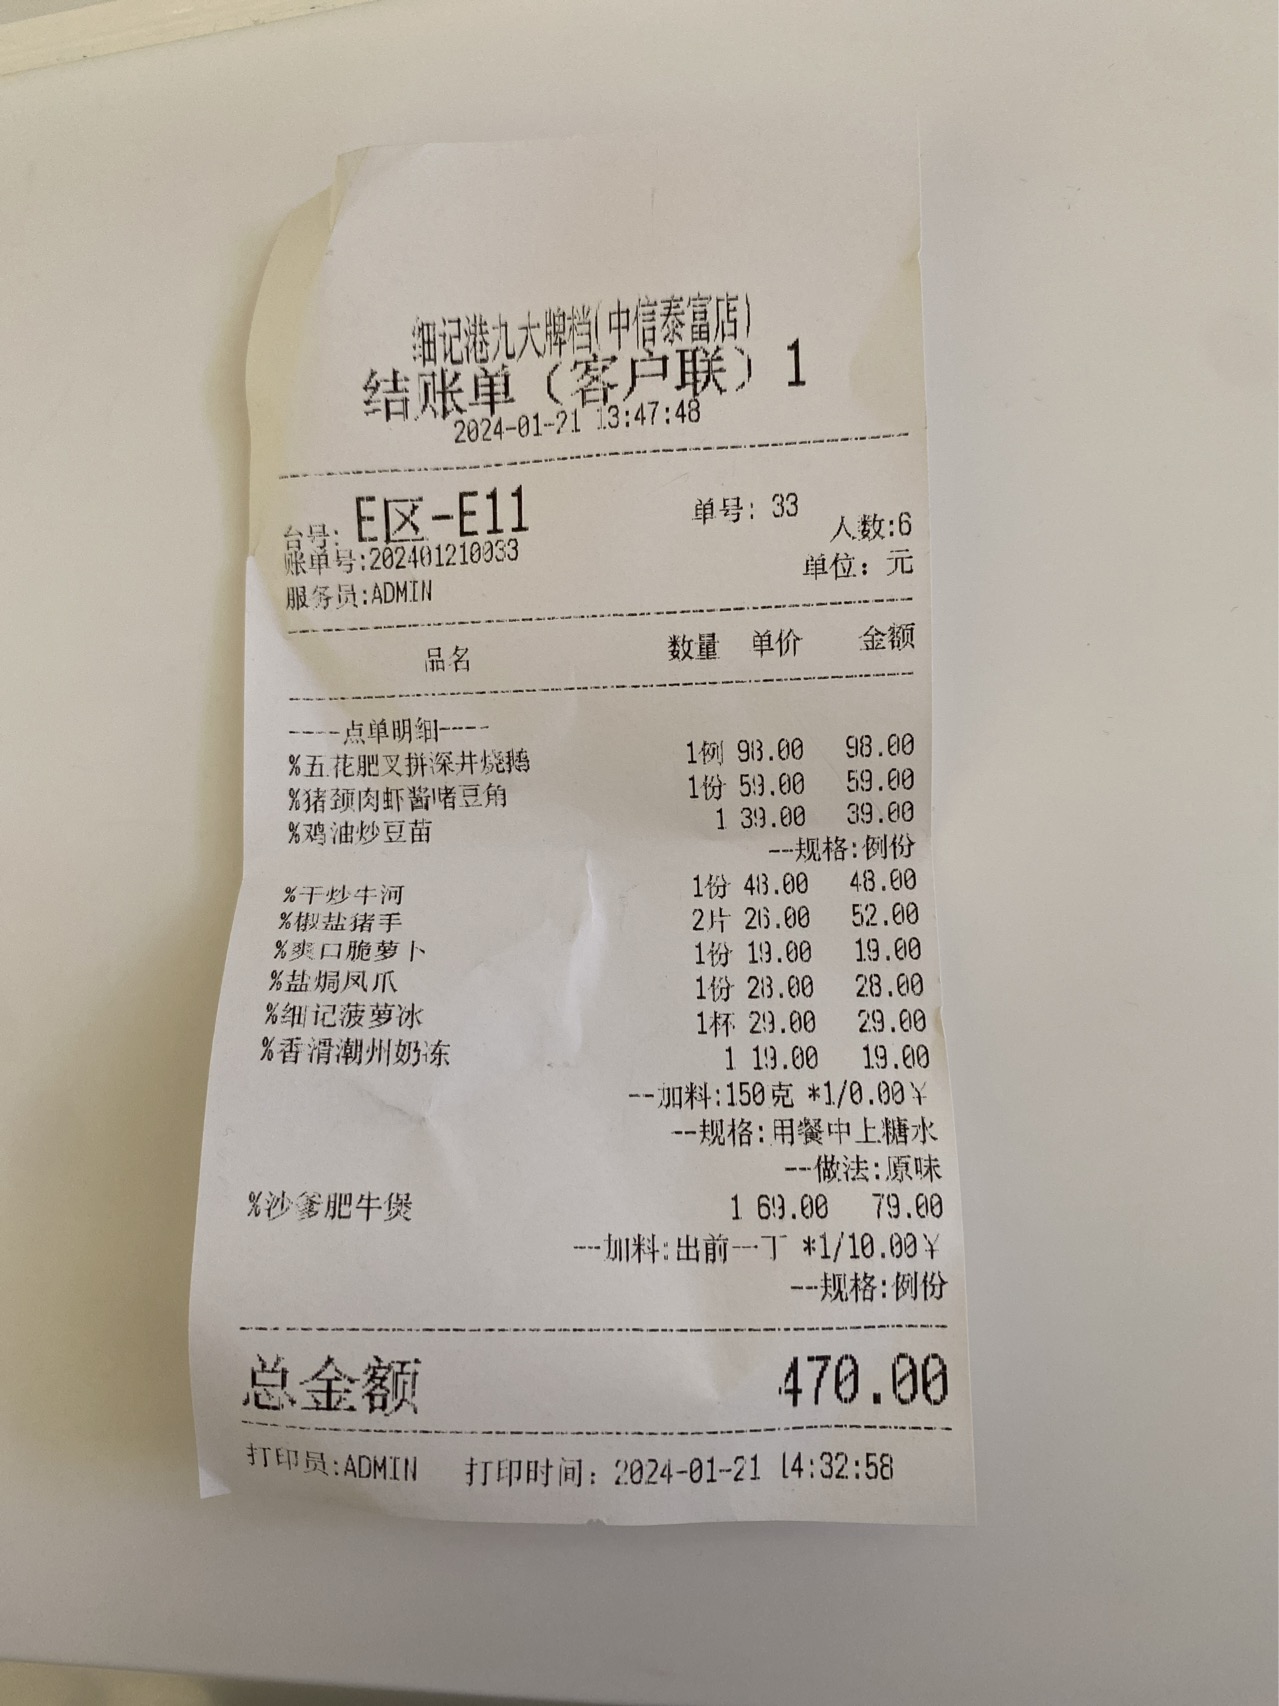 细记港九大牌档(中信泰富店)
结账单（客户联）1
2024-01-21 13:47:48
台号: E区-E11 单号: 33
人数:6
账单号:202401210033
单位: 元
服务员:ADMIN
品名 数量 单价 金额
----点单明细----
%五花肥叉拼深井烧鹅 1例 98.00 98.00
%猪颈肉虾酱啫豆角 1份 59.00 59.00
%鸡油炒豆苗 1 39.00 39.00
--规格:例份
%干炒牛河 1份 48.00 48.00
%椒盐猪手 2片 26.00 52.00
%爽口脆萝卜 1份 19.00 19.00
%盐焗凤爪 1份 28.00 28.00
%细记菠萝冰 1杯 29.00 29.00
%香滑潮州奶冻 1 19.00 19.00
--加料:150克 *1/0.00¥
--规格:用餐中上糖水
--做法:原味
%沙爹肥牛煲 1 69.00 79.00
--加料:出前一丁 *1/10.00¥
--规格:例份
总金额 470.00
打印员:ADMIN 打印时间: 2024-01-21 14:32:58